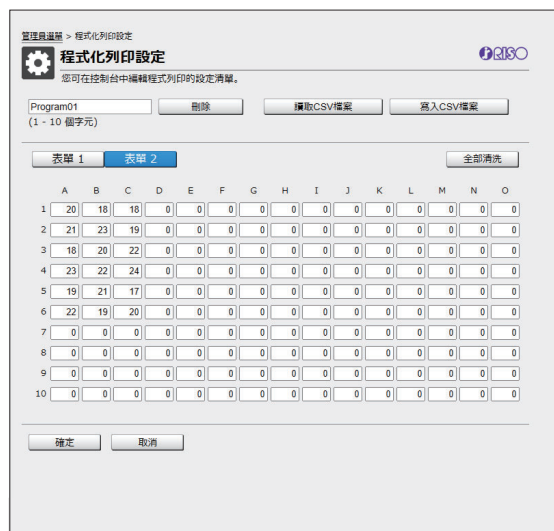 管理員選單 > 程式化列印設定
程式化列印設定
RISO
您可在控制台中編輯程式列印的設定清單。
Program01 刪除 讀取CSV檔案 寫入CSV檔案
(1 - 10 個字元)
表單 1 表單 2 全部清洗
A B C D E F G H I J K L M N O
1 20 18 18 0 0 0 0 0 0 0 0 0 0 0 0
2 21 23 19 0 0 0 0 0 0 0 0 0 0 0 0
3 18 20 22 0 0 0 0 0 0 0 0 0 0 0 0
4 23 22 24 0 0 0 0 0 0 0 0 0 0 0 0
5 19 21 17 0 0 0 0 0 0 0 0 0 0 0 0
6 22 19 20 0 0 0 0 0 0 0 0 0 0 0 0
7 0 0 0 0 0 0 0 0 0 0 0 0 0 0 0
8 0 0 0 0 0 0 0 0 0 0 0 0 0 0 0
9 0 0 0 0 0 0 0 0 0 0 0 0 0 0 0
10 0 0 0 0 0 0 0 0 0 0 0 0 0 0 0
確定 取消